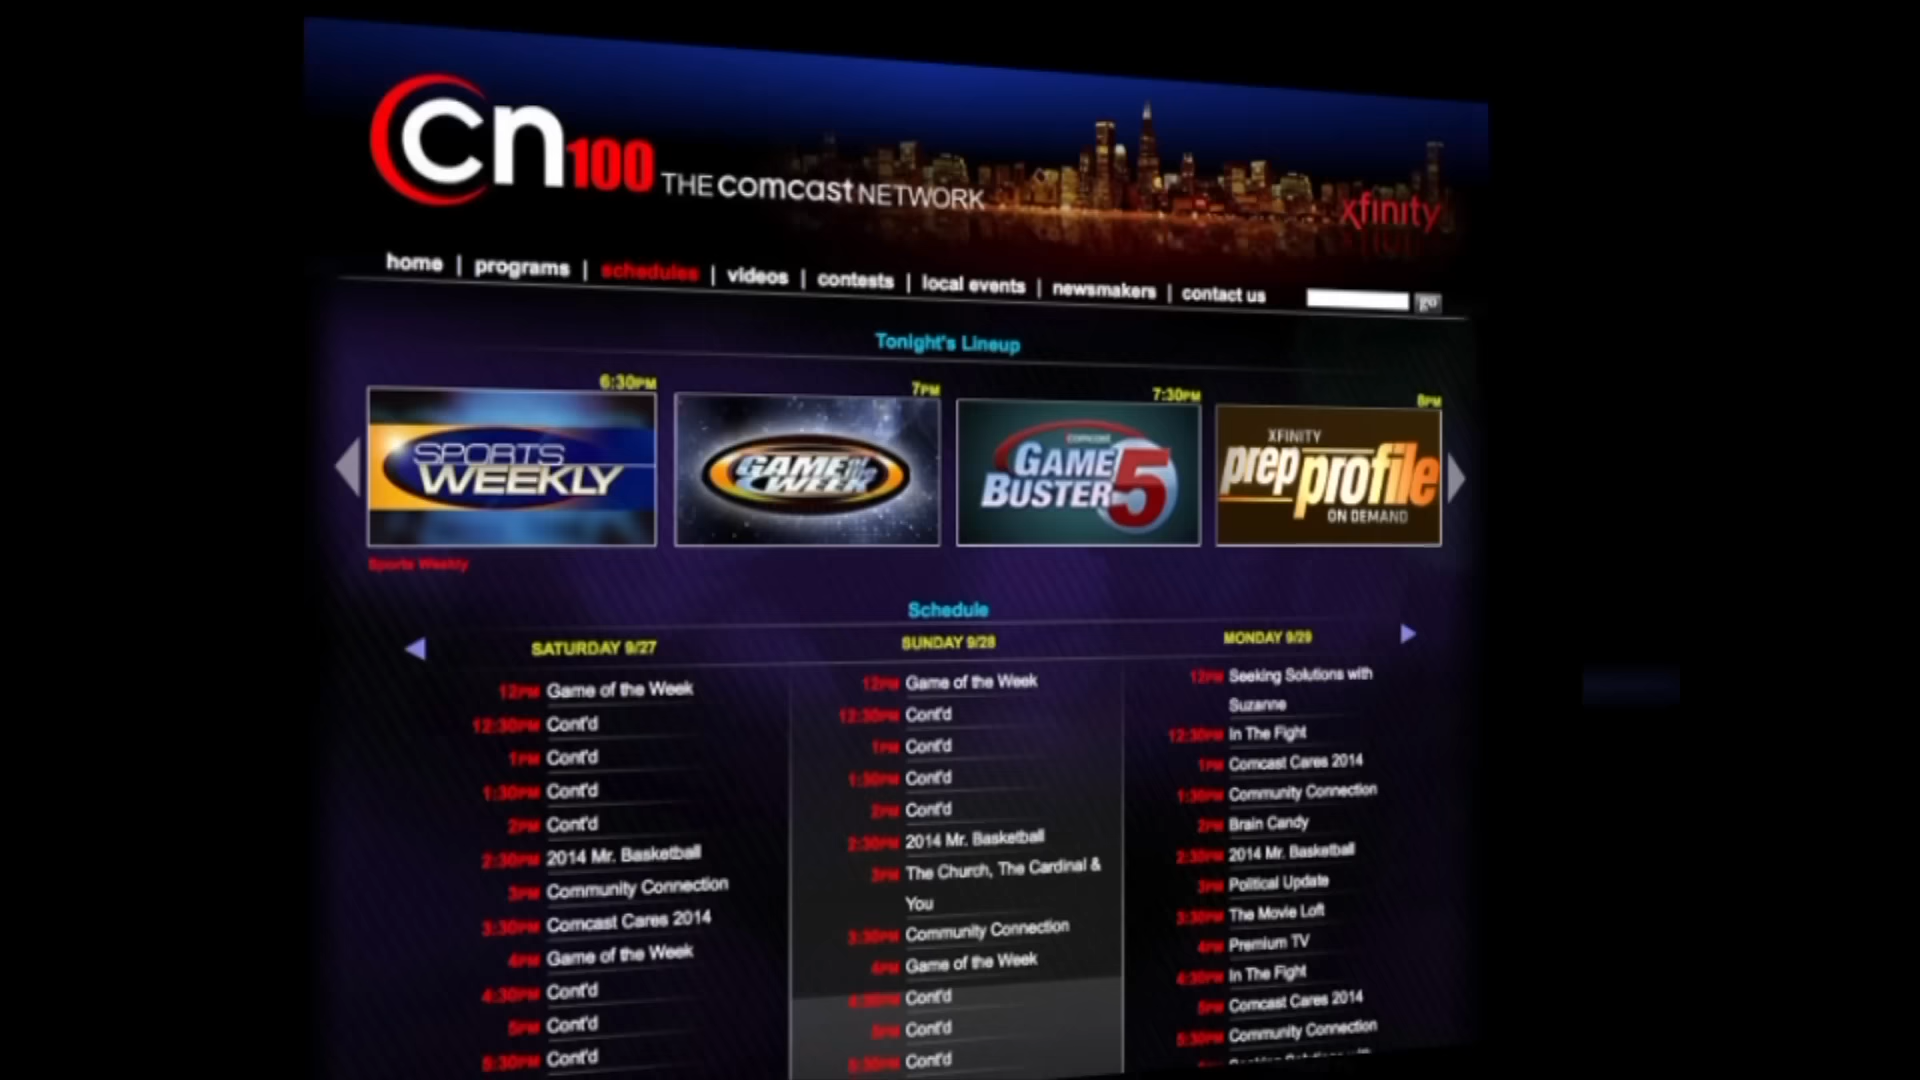 cn100 THE comcast NETWORK
xfinity
home | programs | schedules | videos | contests | local events | newsmakers | contact us
go
Tonight's Lineup
6:30PM
7PM
7:30PM
8PM
SPORTS
WEEKLY
GAME of the
WEEK
comcast
GAME
BUSTER 5
XFINITY
prep profile
ON DEMAND
Sports Weekly
Schedule
SATURDAY 9/27
12PM Game of the Week
12:30PM Cont'd
1PM Cont'd
1:30PM Cont'd
2PM Cont'd
2:30PM 2014 Mr. Basketball
3PM Community Connection
3:30PM Comcast Cares 2014
4PM Game of the Week
4:30PM Cont'd
5PM Cont'd
5:30PM Cont'd
SUNDAY 9/28
12PM Game of the Week
12:30PM Cont'd
1PM Cont'd
1:30PM Cont'd
2PM Cont'd
2:30PM 2014 Mr. Basketball
3PM The Church, The Cardinal &
You
3:30PM Community Connection
4PM Game of the Week
4:30PM Cont'd
5PM Cont'd
5:30PM Cont'd
MONDAY 9/29
12PM Seeking Solutions with
Suzanne
12:30PM In The Fight
1PM Comcast Cares 2014
1:30PM Community Connection
2PM Brain Candy
2:30PM 2014 Mr. Basketball
3PM Political Update
3:30PM The Movie Loft
4PM Premium TV
4:30PM In The Fight
5PM Comcast Cares 2014
5:30PM Community Connection